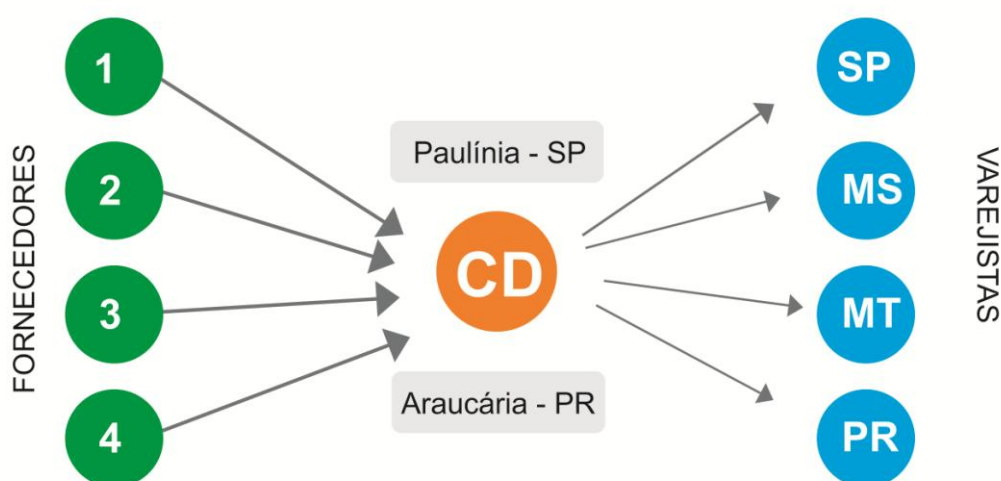 FORNECEDORES
1
2
3
4
Paulínia - SP
CD
Araucária - PR
SP
MS
MT
PR
VAREJISTAS